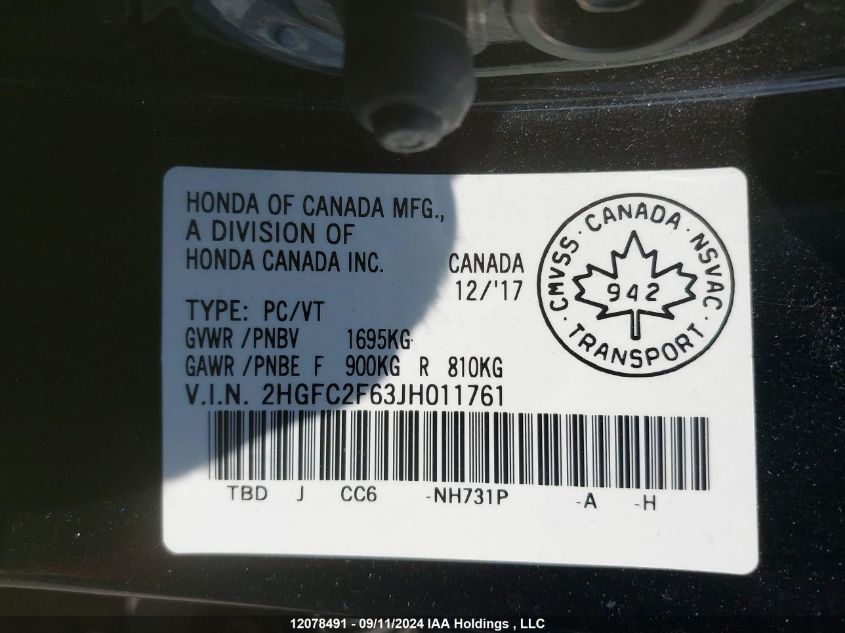 HONDA OF CANADA MFG.,
A DIVISION OF
HONDA CANADA INC. CANADA
12/'17
TYPE: PC/VT
GVWR /PNBV 1695KG
GAWR /PNBE F 900KG R 810KG
V.I.N. 2HGFC2F63JH011761
TBD J CC6 -NH731P -A -H
CMVSS · CANADA · NSVAC · TRANSPORT ·
942
12078491 - 09/11/2024 IAA Holdings , LLC